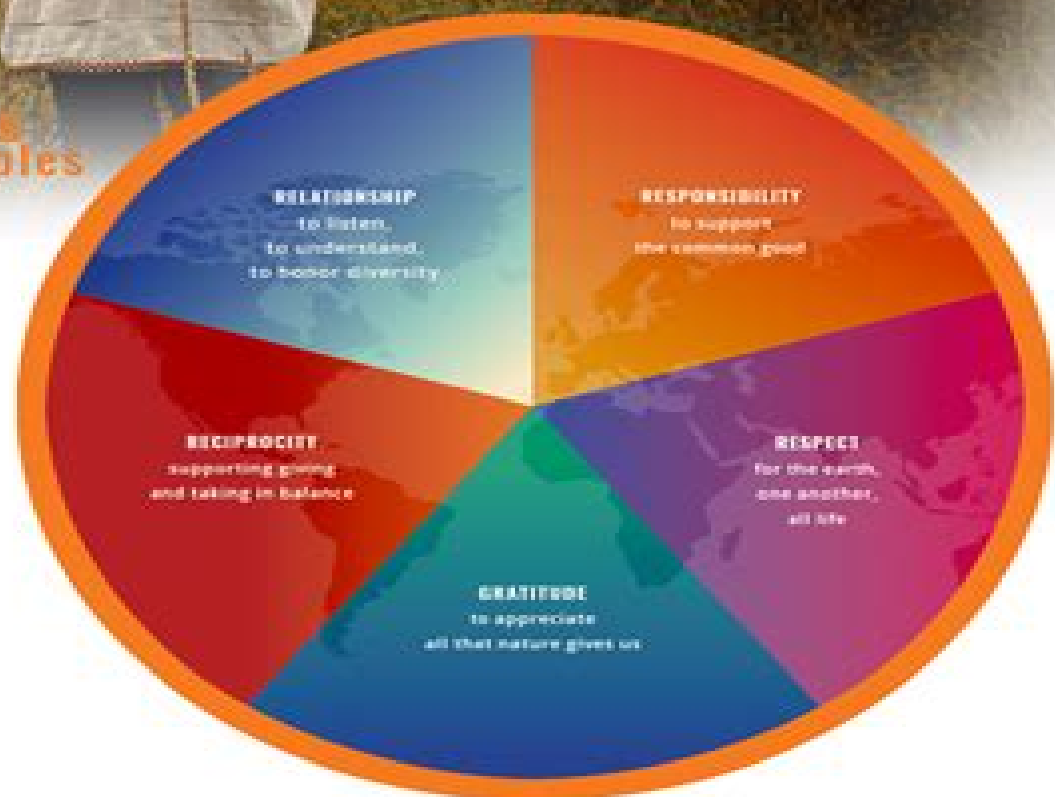 RELATIONSHIP
to listen,
to understand,
to honor diversity
RESPONSIBILITY
to support
the common good
RECIPROCITY
supporting giving
and taking in balance
RESPECT
for the earth,
one another,
all life
GRATITUDE
to appreciate
all that nature gives us